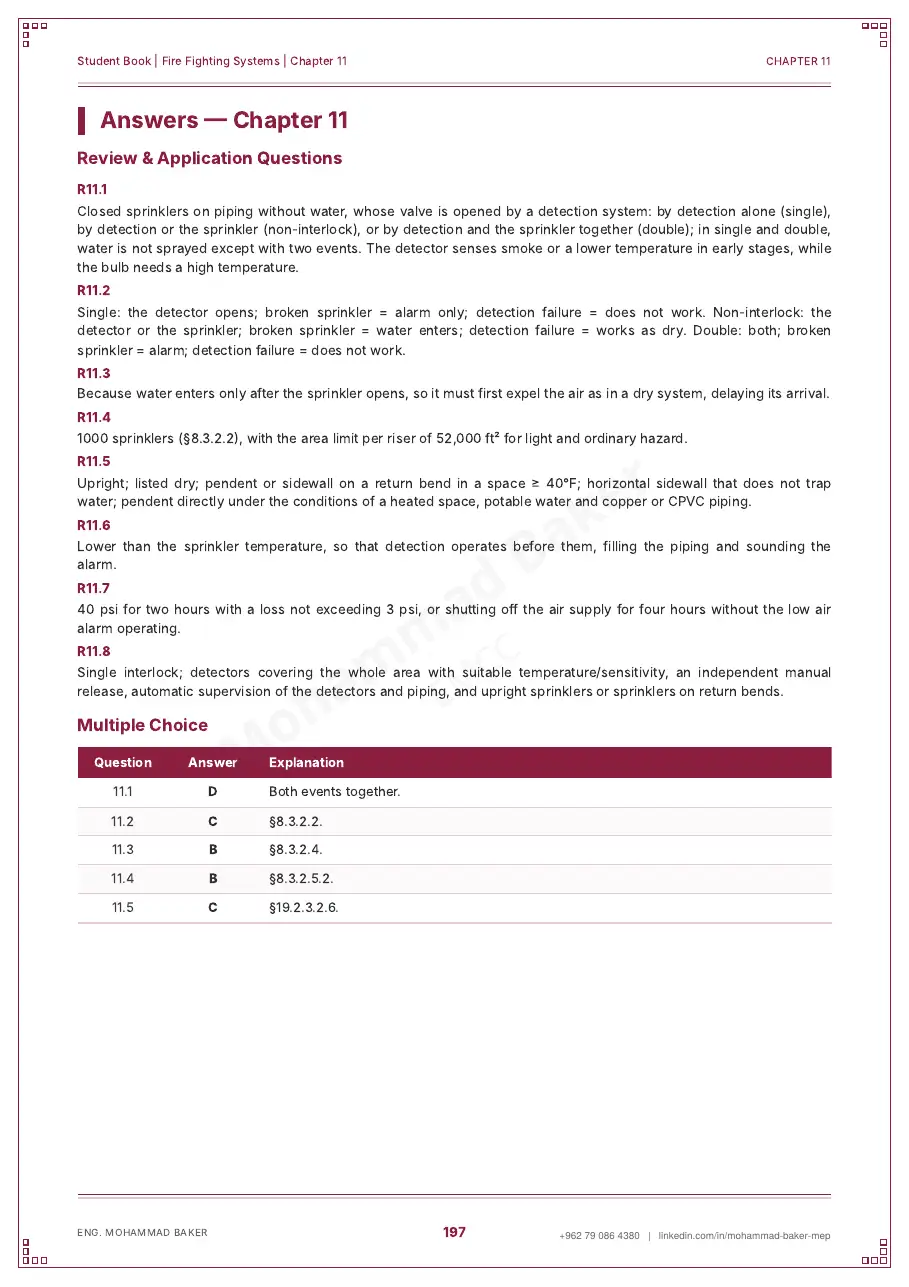 Student Book | Fire Fighting Systems | Chapter 11
CHAPTER 11
Answers — Chapter 11
Review & Application Questions
R11.1
Closed sprinklers on piping without water, whose valve is opened by a detection system: by detection alone (single),
by detection or the sprinkler (non-interlock), or by detection and the sprinkler together (double); in single and double,
water is not sprayed except with two events. The detector senses smoke or a lower temperature in early stages, while
the bulb needs a high temperature.
R11.2
Single: the detector opens; broken sprinkler = alarm only; detection failure = does not work. Non-interlock: the
detector or the sprinkler; broken sprinkler = water enters; detection failure = works as dry. Double: both; broken
sprinkler = alarm; detection failure = does not work.
R11.3
Because water enters only after the sprinkler opens, so it must first expel the air as in a dry system, delaying its arrival.
R11.4
1000 sprinklers (§8.3.2.2), with the area limit per riser of 52,000 ft² for light and ordinary hazard.
R11.5
Upright; listed dry; pendent or sidewall on a return bend in a space ≥ 40°F; horizontal sidewall that does not trap
water; pendent directly under the conditions of a heated space, potable water and copper or CPVC piping.
R11.6
Lower than the sprinkler temperature, so that detection operates before them, filling the piping and sounding the
alarm.
R11.7
40 psi for two hours with a loss not exceeding 3 psi, or shutting off the air supply for four hours without the low air
alarm operating.
R11.8
Single interlock; detectors covering the whole area with suitable temperature/sensitivity, an independent manual
release, automatic supervision of the detectors and piping, and upright sprinklers or sprinklers on return bends.
Multiple Choice
Question Answer Explanation
11.1 D Both events together.
11.2 C §8.3.2.2.
11.3 B §8.3.2.4.
11.4 B §8.3.2.5.2.
11.5 C §19.2.3.2.6.
Mohammad Baker
ENG. MOHAMMAD BAKER
197
+962 79 086 4380 | linkedin.com/in/mohammad-baker-mep